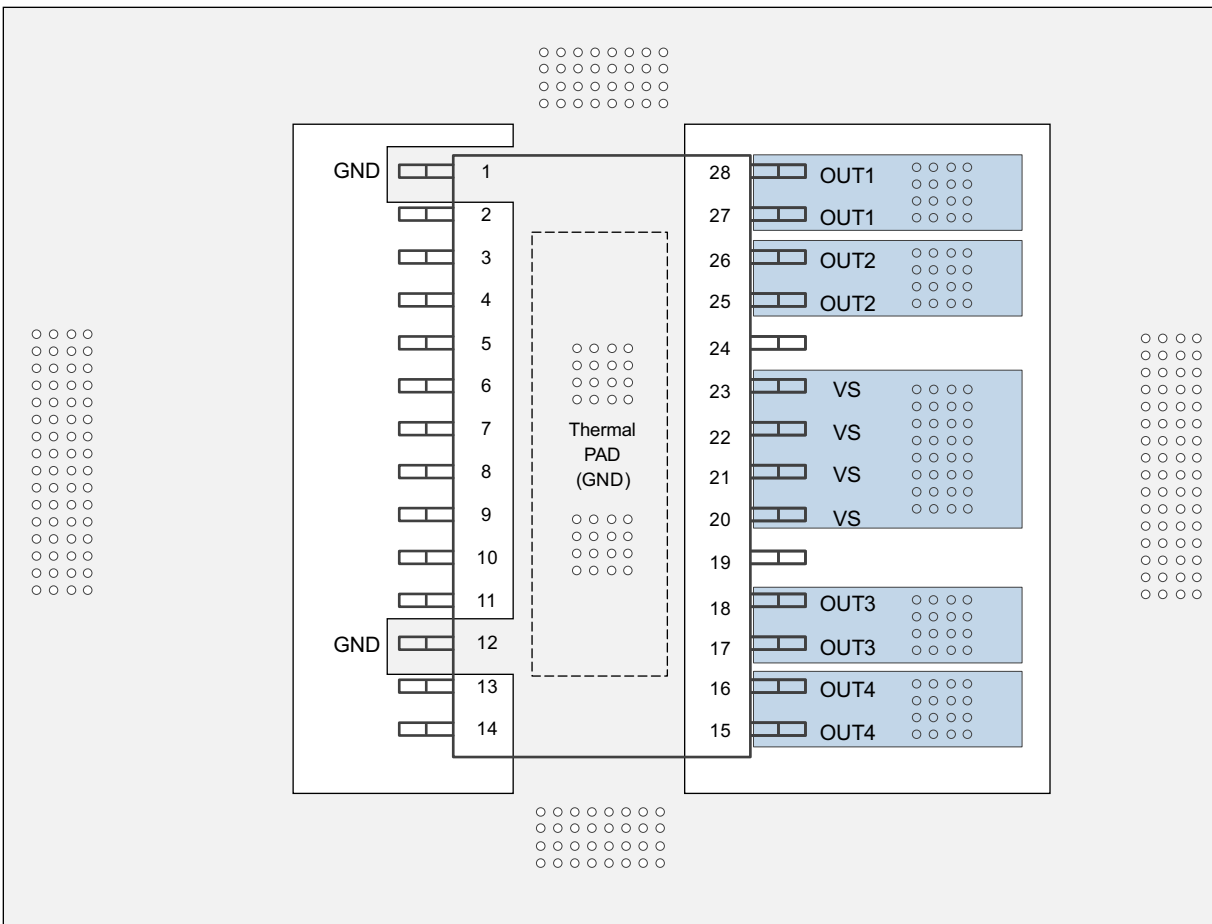 GND 1 28 OUT1
2 27 OUT1
3 26 OUT2
4 25 OUT2
5 24
6 23 VS
7 22 VS
8 21 VS
9 20 VS
10 19
11 18 OUT3
GND 12 17 OUT3
13 16 OUT4
14 15 OUT4
Thermal
PAD
(GND)